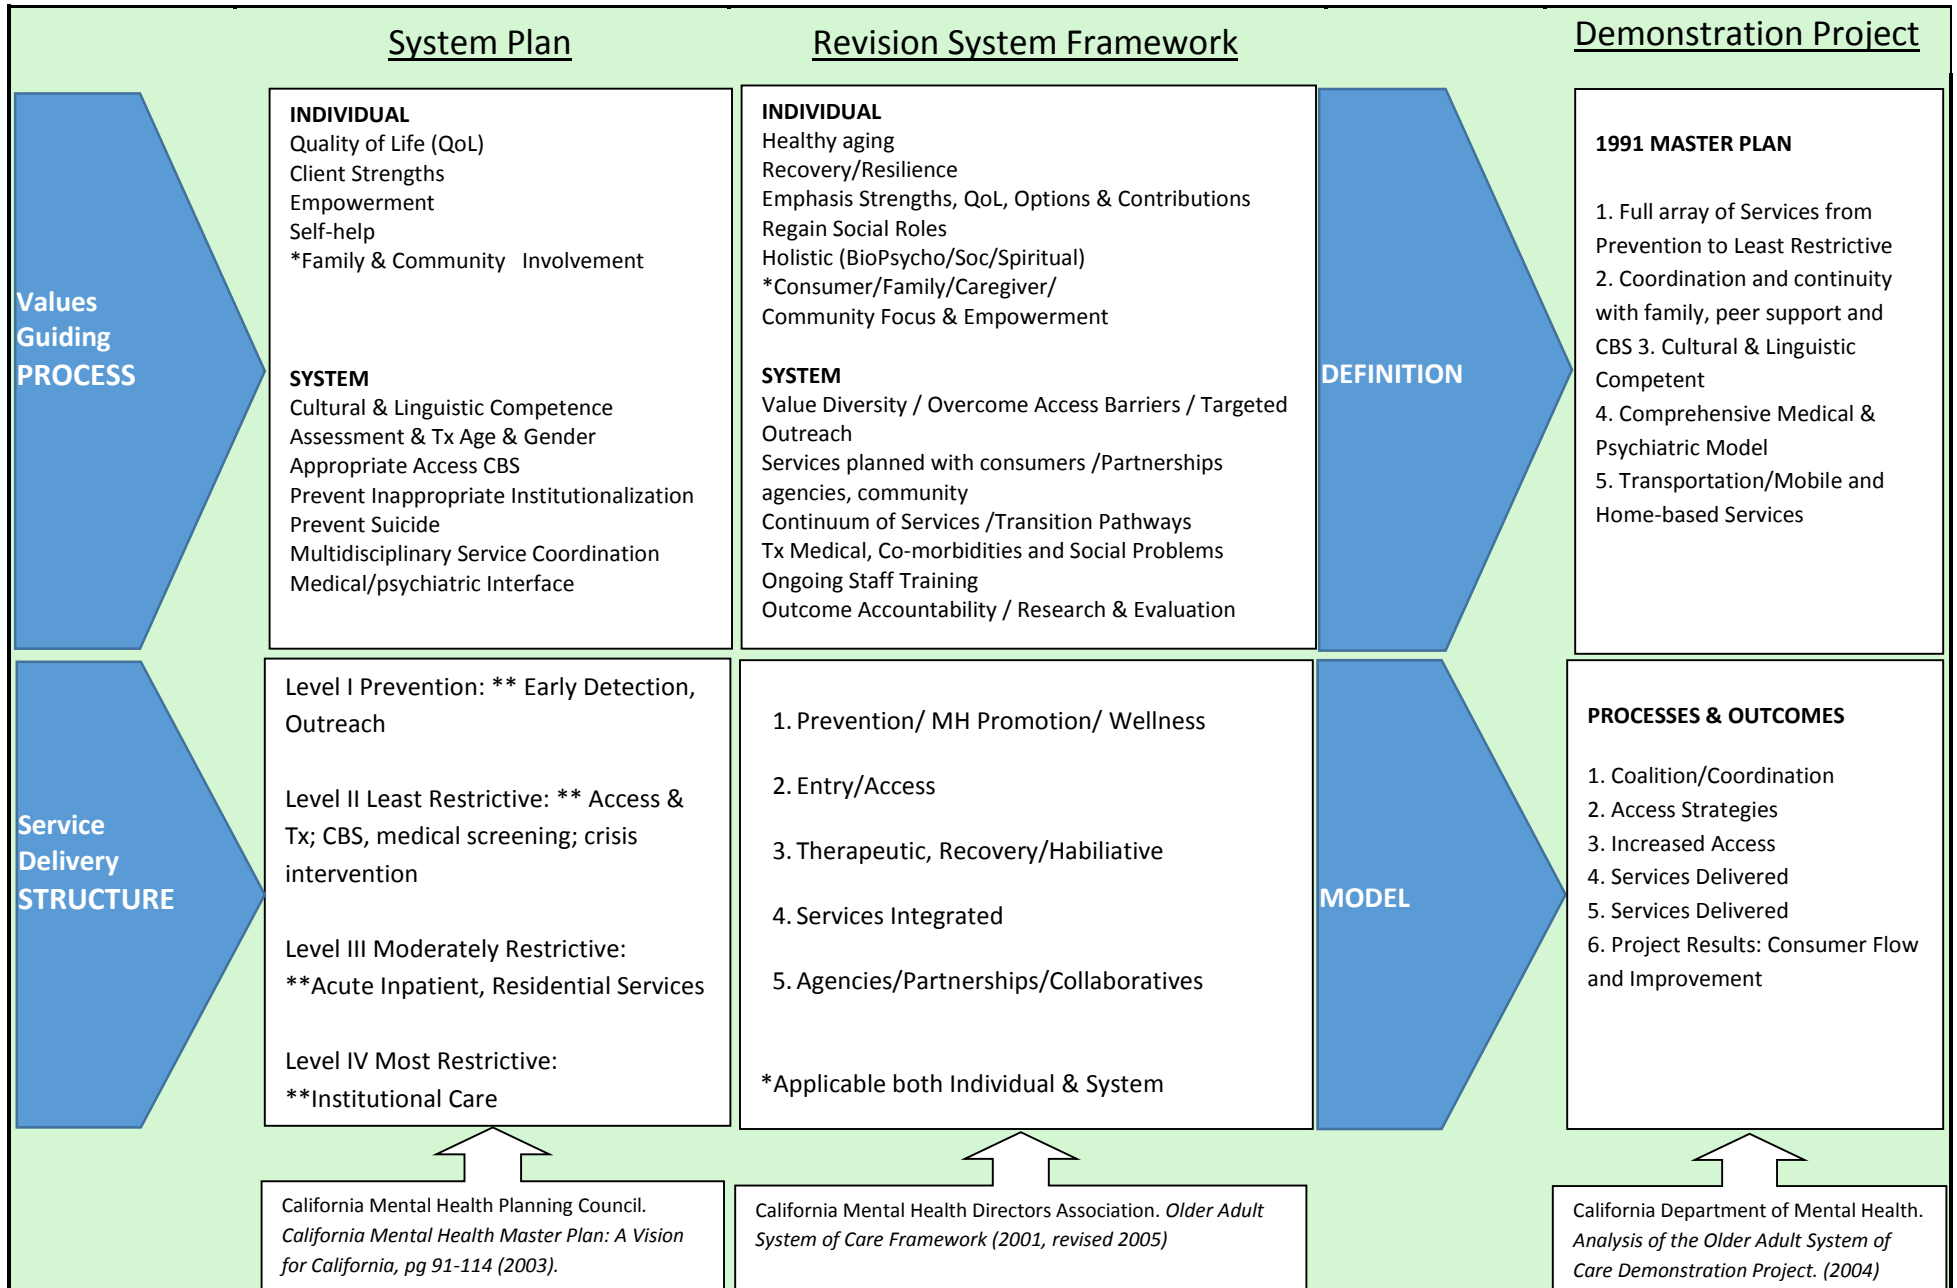 System Plan
Revision System Framework
Demonstration Project
Values
Guiding
PROCESS
INDIVIDUAL
Quality of Life (QoL)
Client Strengths
Empowerment
Self-help
*Family & Community   Involvement
SYSTEM
Cultural & Linguistic Competence
Assessment & Tx Age & Gender
Appropriate Access CBS
Prevent Inappropriate Institutionalization
Prevent Suicide
Multidisciplinary Service Coordination
Medical/psychiatric Interface
INDIVIDUAL
Healthy aging
Recovery/Resilience
Emphasis Strengths, QoL, Options & Contributions
Regain Social Roles
Holistic (BioPsycho/Soc/Spiritual)
*Consumer/Family/Caregiver/
Community Focus & Empowerment
SYSTEM
Value Diversity / Overcome Access Barriers / Targeted
Outreach
Services planned with consumers /Partnerships
agencies, community
Continuum of Services /Transition Pathways
Tx Medical, Co-morbidities and Social Problems
Ongoing Staff Training
Outcome Accountability / Research & Evaluation
DEFINITION
1991 MASTER PLAN
1. Full array of Services from
Prevention to Least Restrictive
2. Coordination and continuity
with family, peer support and
CBS 3. Cultural & Linguistic
Competent
4. Comprehensive Medical &
Psychiatric Model
5. Transportation/Mobile and
Home-based Services
Service
Delivery
STRUCTURE
Level I Prevention: ** Early Detection,
Outreach
Level II Least Restrictive: ** Access &
Tx; CBS, medical screening; crisis
intervention
Level III Moderately Restrictive:
**Acute Inpatient, Residential Services
Level IV Most Restrictive:
**Institutional Care
1. Prevention/ MH Promotion/ Wellness
2. Entry/Access
3. Therapeutic, Recovery/Habiliative
4. Services Integrated
5. Agencies/Partnerships/Collaboratives
*Applicable both Individual & System
MODEL
PROCESSES & OUTCOMES
1. Coalition/Coordination
2. Access Strategies
3. Increased Access
4. Services Delivered
5. Services Delivered
6. Project Results: Consumer Flow
and Improvement
California Mental Health Planning Council.
California Mental Health Master Plan: A Vision
for California, pg 91-114 (2003).
California Mental Health Directors Association. Older Adult
System of Care Framework (2001, revised 2005)
California Department of Mental Health.
Analysis of the Older Adult System of
Care Demonstration Project. (2004)